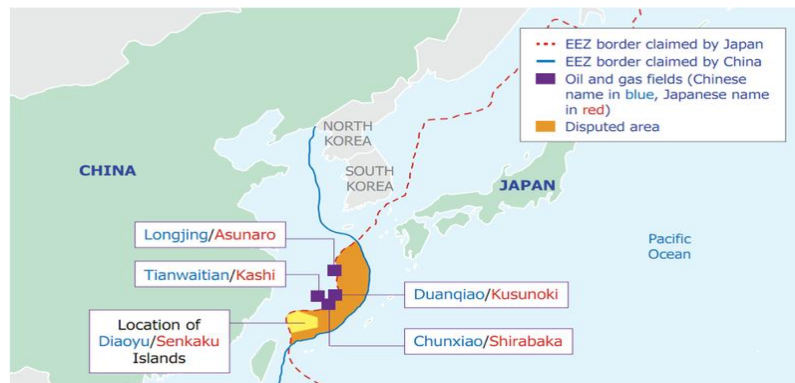 EEZ border claimed by Japan
EEZ border claimed by China
Oil and gas fields (Chinese
name in blue, Japanese name
in red)
Disputed area
NORTH
KOREA
CHINA
SOUTH
KOREA
JAPAN
Longjing/Asunaro
Pacific
Ocean
Tianwaitian/Kashi
Duanqiao/Kusunoki
Location of
Diaoyu/Senkaku
Islands
Chunxiao/Shirabaka